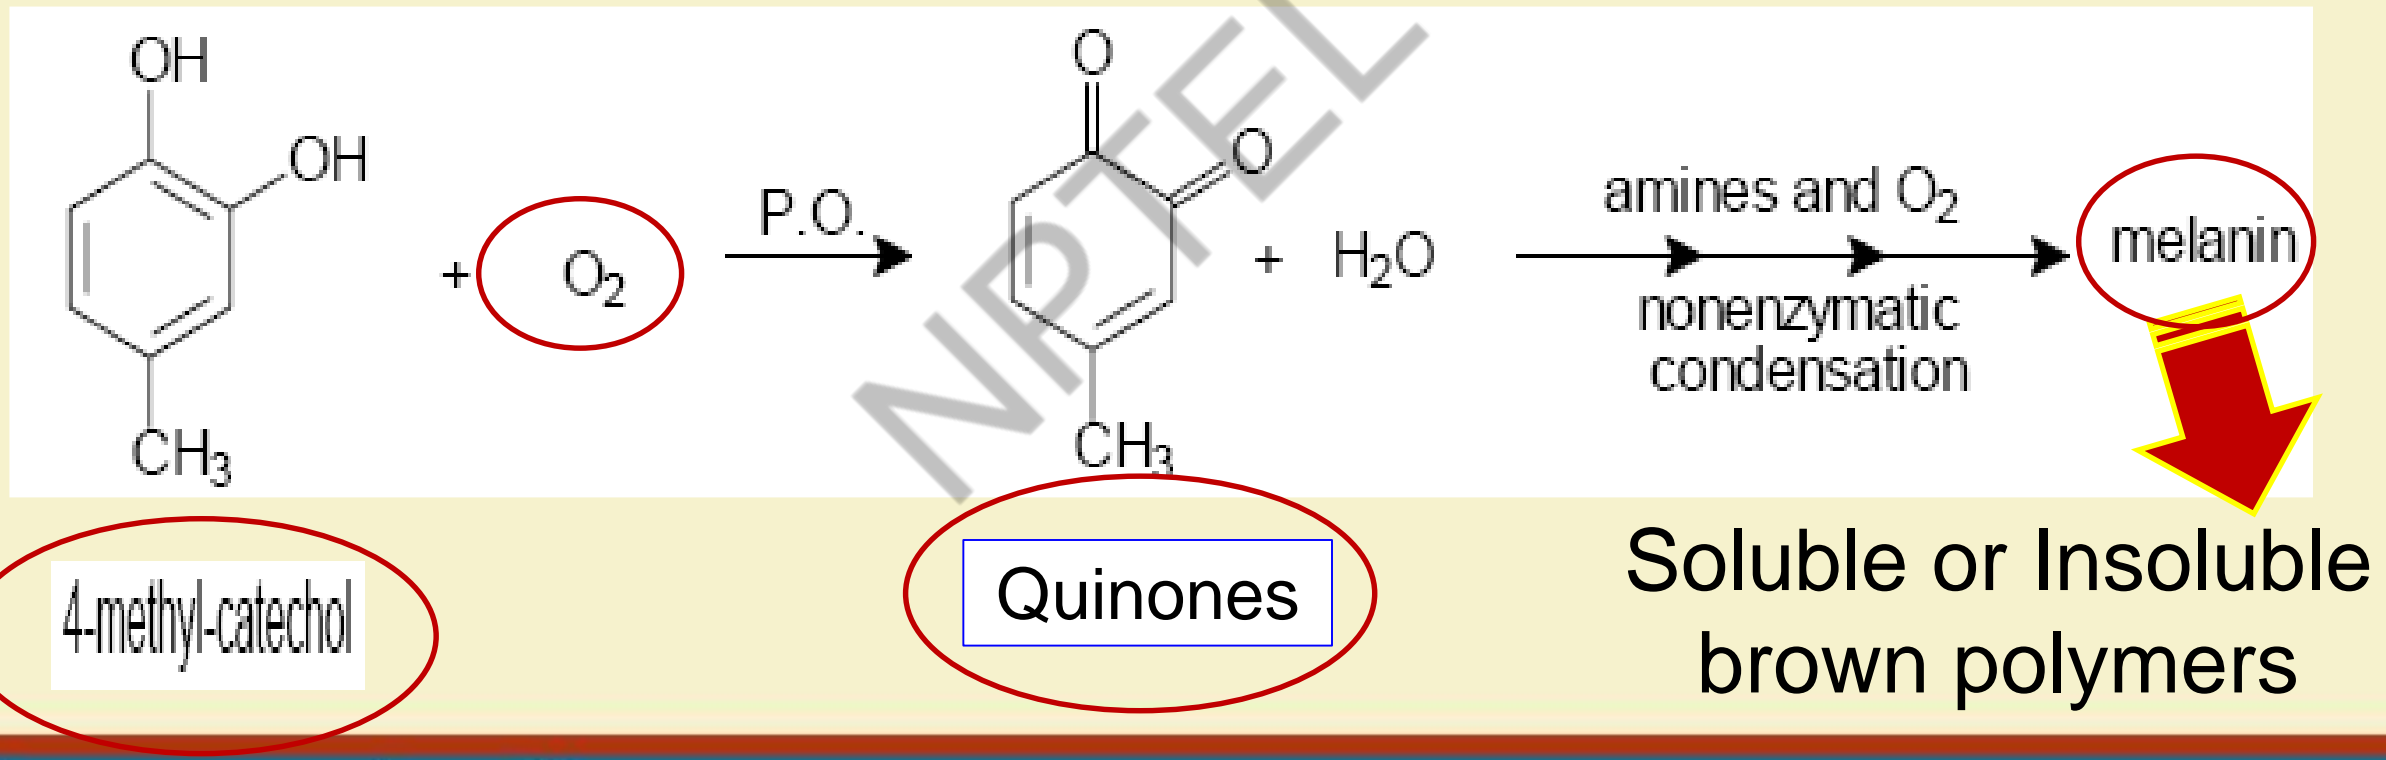 OH
OH
CH₃
+ O₂
P.O.
O
O
CH₃
+ H₂O
amines and O₂
nonenzymatic
condensation
melanin
4-methyl-catechol
Quinones
Soluble or Insoluble
brown polymers
NPTEL